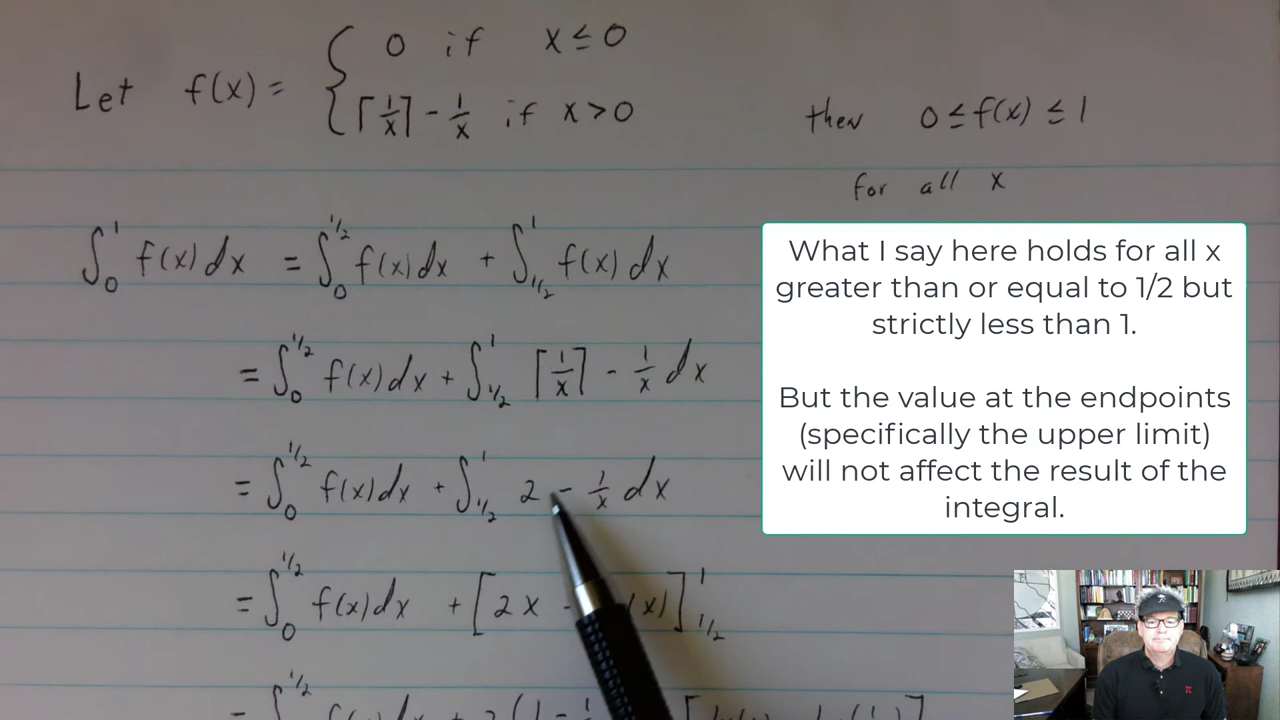 Let f(x) = { 0 if x ≤ 0
⌈1/x⌉ - 1/x if x > 0
then 0 ≤ f(x) ≤ 1
for all x
∫₀¹ f(x) dx = ∫₀^{1/2} f(x) dx + ∫_{1/2}¹ f(x) dx
= ∫₀^{1/2} f(x) dx + ∫_{1/2}¹ ⌈1/x⌉ - 1/x dx
= ∫₀^{1/2} f(x) dx + ∫_{1/2}¹ 2 - 1/x dx
= ∫₀^{1/2} f(x) dx + [2x - (x)]_{1/2}¹
What I say here holds for all x
greater than or equal to 1/2 but
strictly less than 1.
But the value at the endpoints
(specifically the upper limit)
will not affect the result of the
integral.